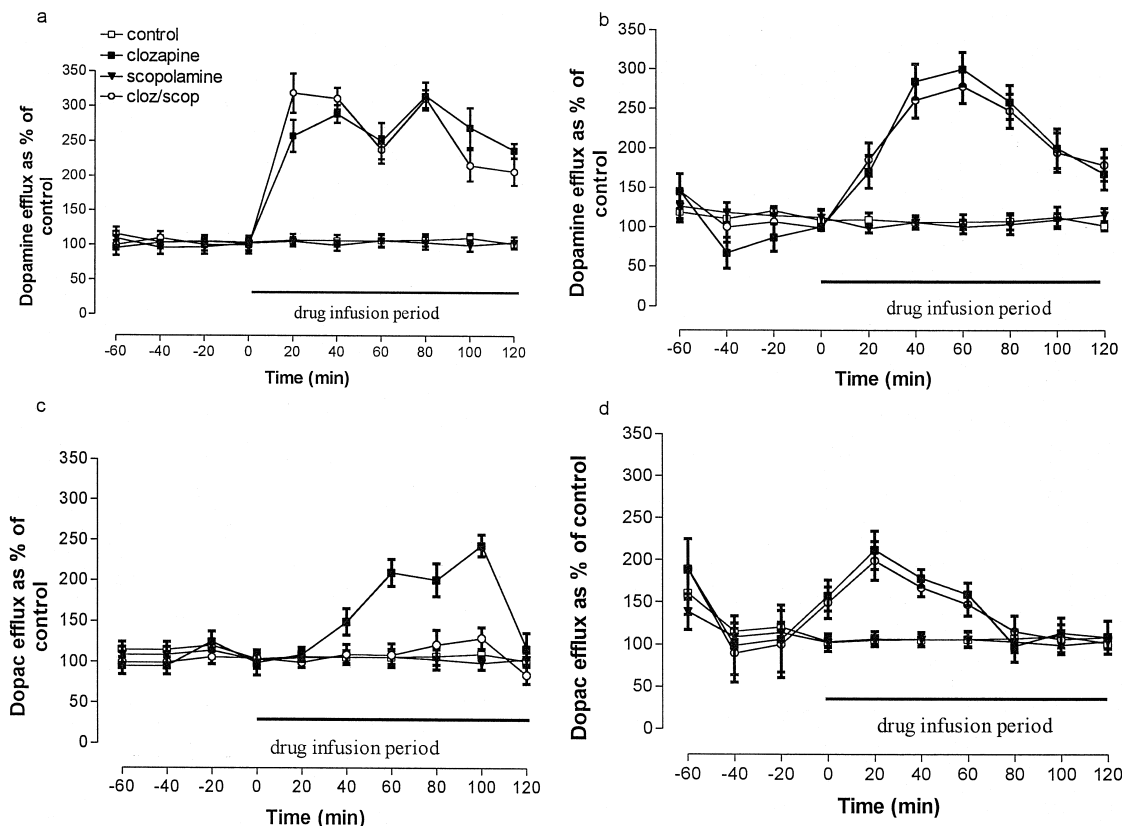 a
control
clozapine
scopolamine
cloz/scop
Dopamine efflux as % of
control
350
300
250
200
150
100
50
0
drug infusion period
-60 -40 -20 0 20 40 60 80 100 120
Time (min)
b
Dopamine efflux as % of
control
350
300
250
200
150
100
50
0
drug infusion period
-60 -40 -20 0 20 40 60 80 100 120
Time (min)
c
Dopac efflux as % of
control
350
300
250
200
150
100
50
0
drug infusion period
-60 -40 -20 0 20 40 60 80 100 120
Time (min)
d
Dopac efflux as % of control
350
300
250
200
150
100
50
0
drug infusion period
-60 -40 -20 0 20 40 60 80 100 120
Time (min)